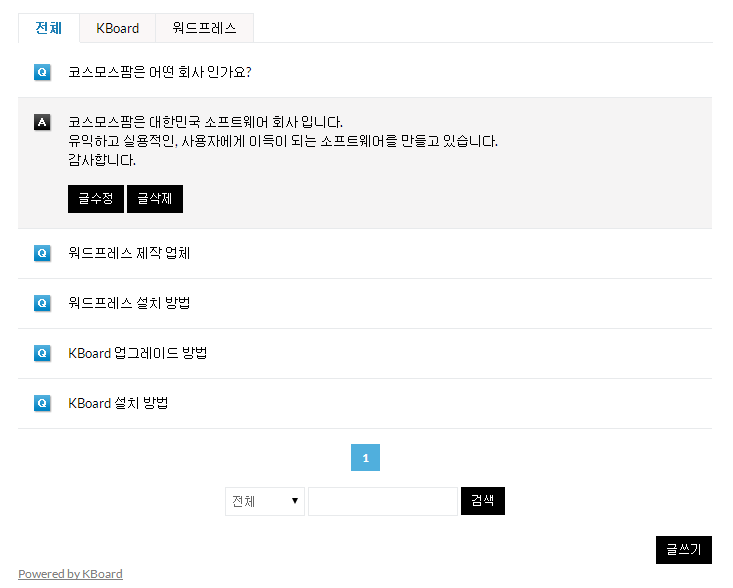 전체 KBoard 워드프레스
Q 코스모스팜은 어떤 회사 인가요?
A 코스모스팜은 대한민국 소프트웨어 회사 입니다.
유익하고 실용적인, 사용자에게 이득이 되는 소프트웨어를 만들고 있습니다.
감사합니다.
글수정 글삭제
Q 워드프레스 제작 업체
Q 워드프레스 설치 방법
Q KBoard 업그레이드 방법
Q KBoard 설치 방법
1
전체 검색
글쓰기
Powered by KBoard